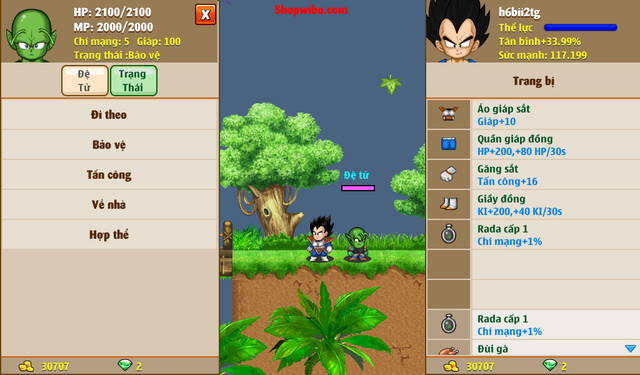 HP: 2100/2100
MP: 2000/2000
Chí mạng: 5 Giáp: 100
Trạng thái :Bảo vệ
X
Đệ
Tử
Trạng
Thái
Đi theo
Bảo vệ
Tấn công
Về nhà
Hợp thể
30707
2
Shopwibu.com
Đệ tử
h6bii2tg
Thể lực
Tân binh+33.99%
Sức mạnh: 117.199
Trang bị
Áo giáp sắt
Giáp+10
Quần giáp đồng
HP+200,+80 HP/30s
Găng sắt
Tấn công+16
Giầy đồng
KI+200,+40 KI/30s
Rada cấp 1
Chí mạng+1%
Rada cấp 1
Chí mạng+1%
Đùi gà
30707
2